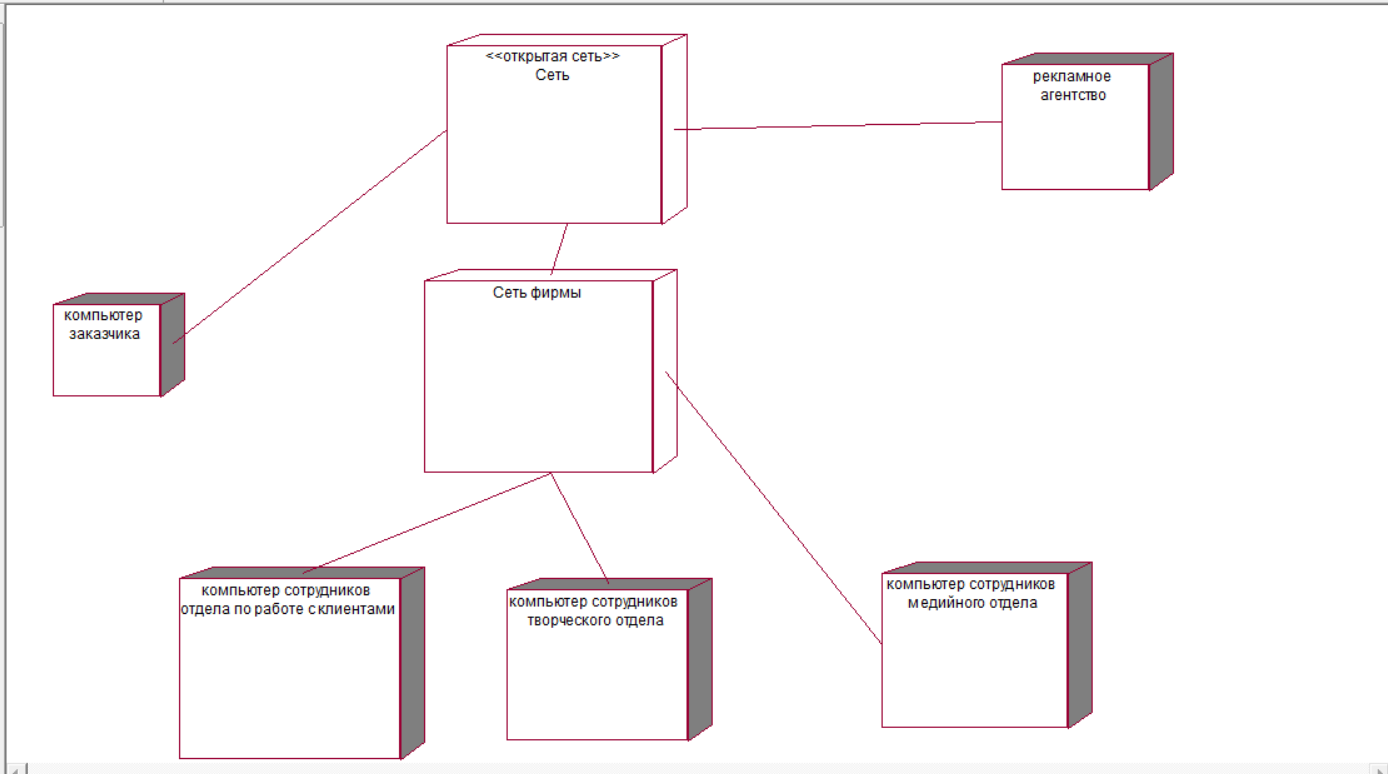 <<открытая сеть>>
Сеть
рекламное
агентство
Сеть фирмы
компьютер
заказчика
компьютер сотрудников
отдела по работе с клиентами
компьютер сотрудников
творческого отдела
компьютер сотрудников
медийного отдела